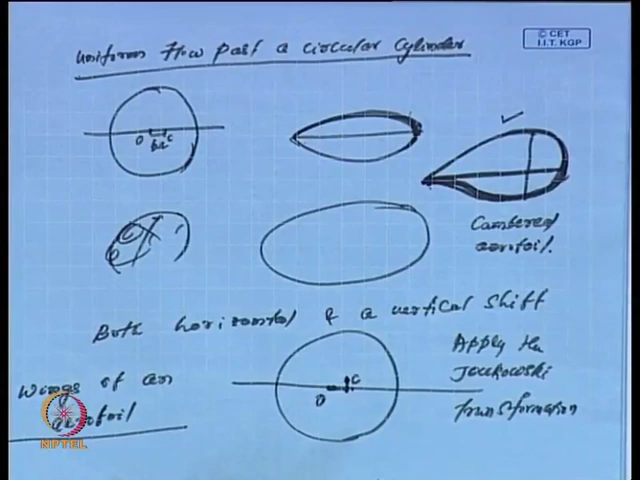 © CET
I.I.T. KGP
uniform Flow past a circular cylinder
O
C
Cambered
aerofoil.
Both horizontal & a vertical shift
Apply the
Joukowski
transformation
O
C
Wings of an
aerofoil
NPTEL